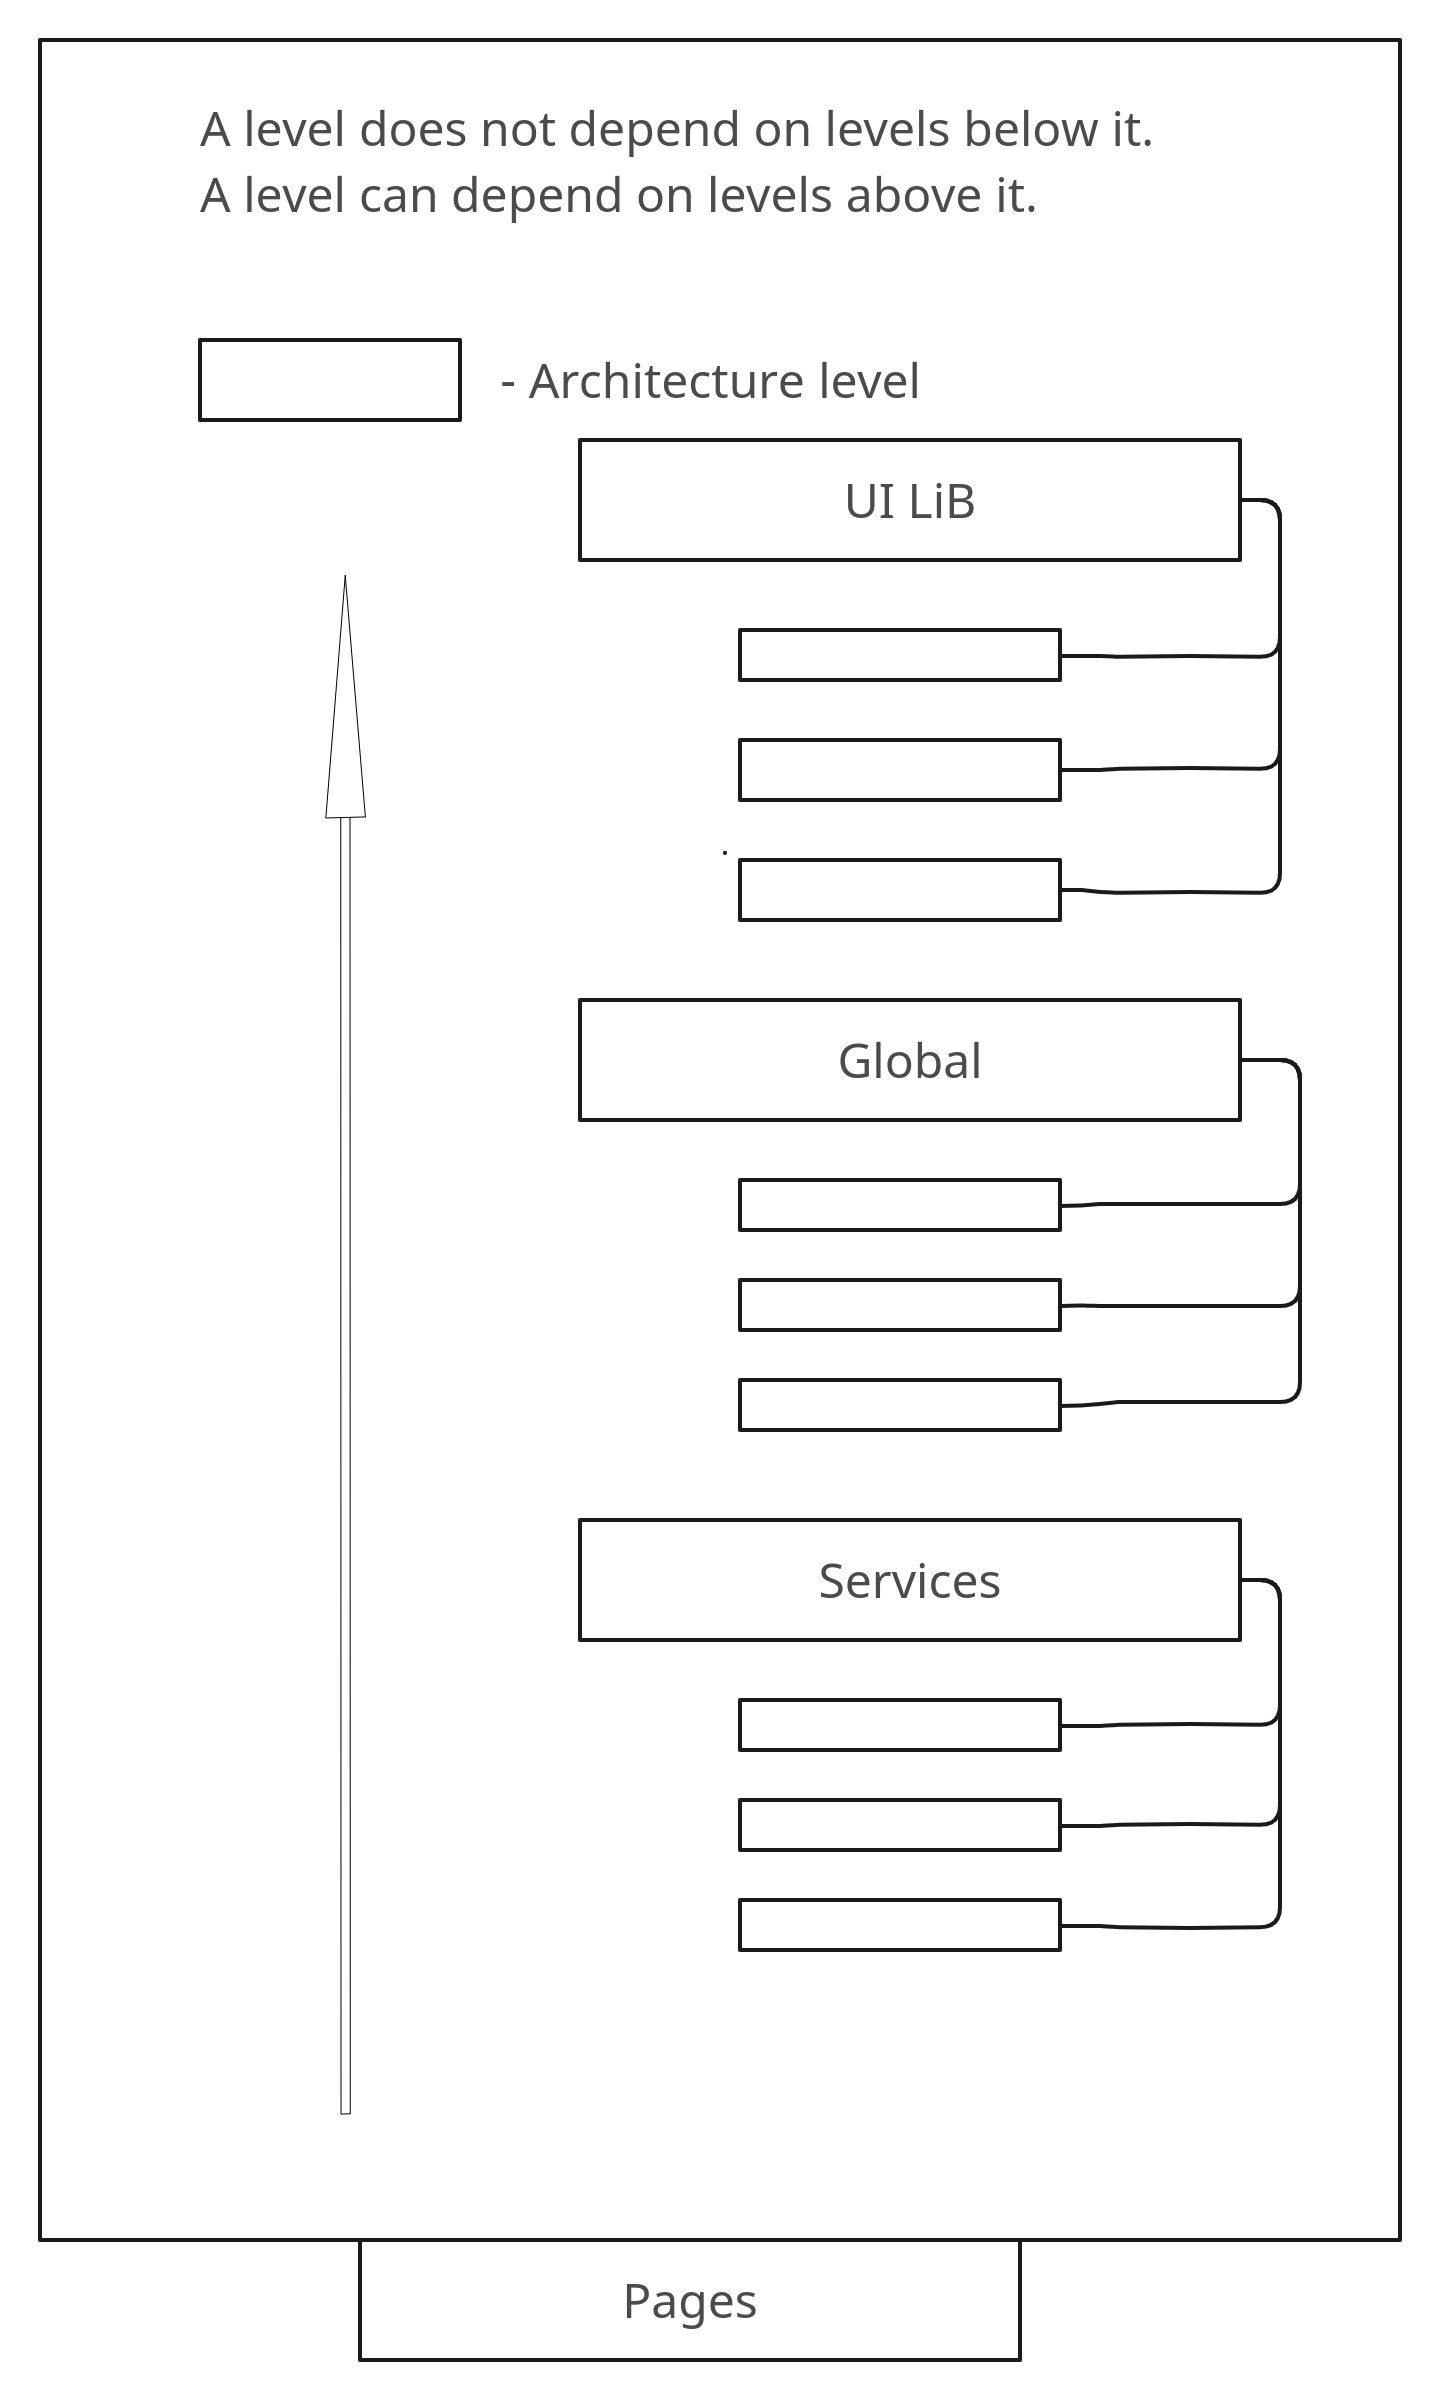 A level does not depend on levels below it.
A level can depend on levels above it.
- Architecture level
UI LiB
Global
Services
Pages